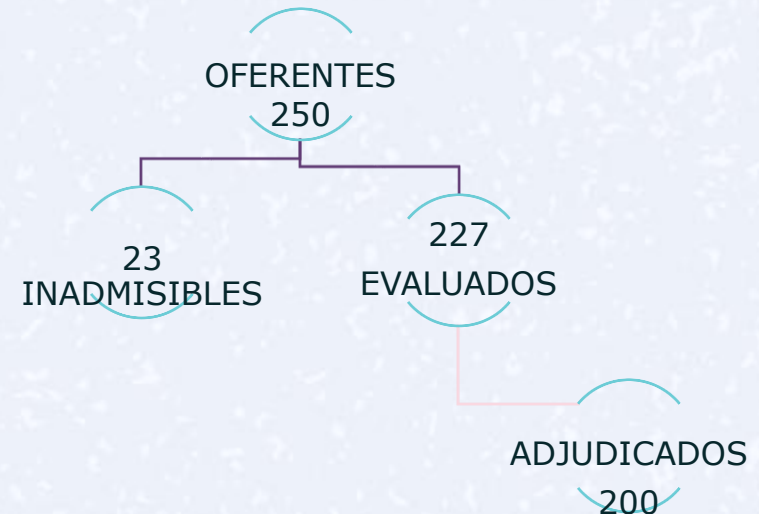 OFERENTES
250
23
INADMISIBLES
227
EVALUADOS
ADJUDICADOS
200